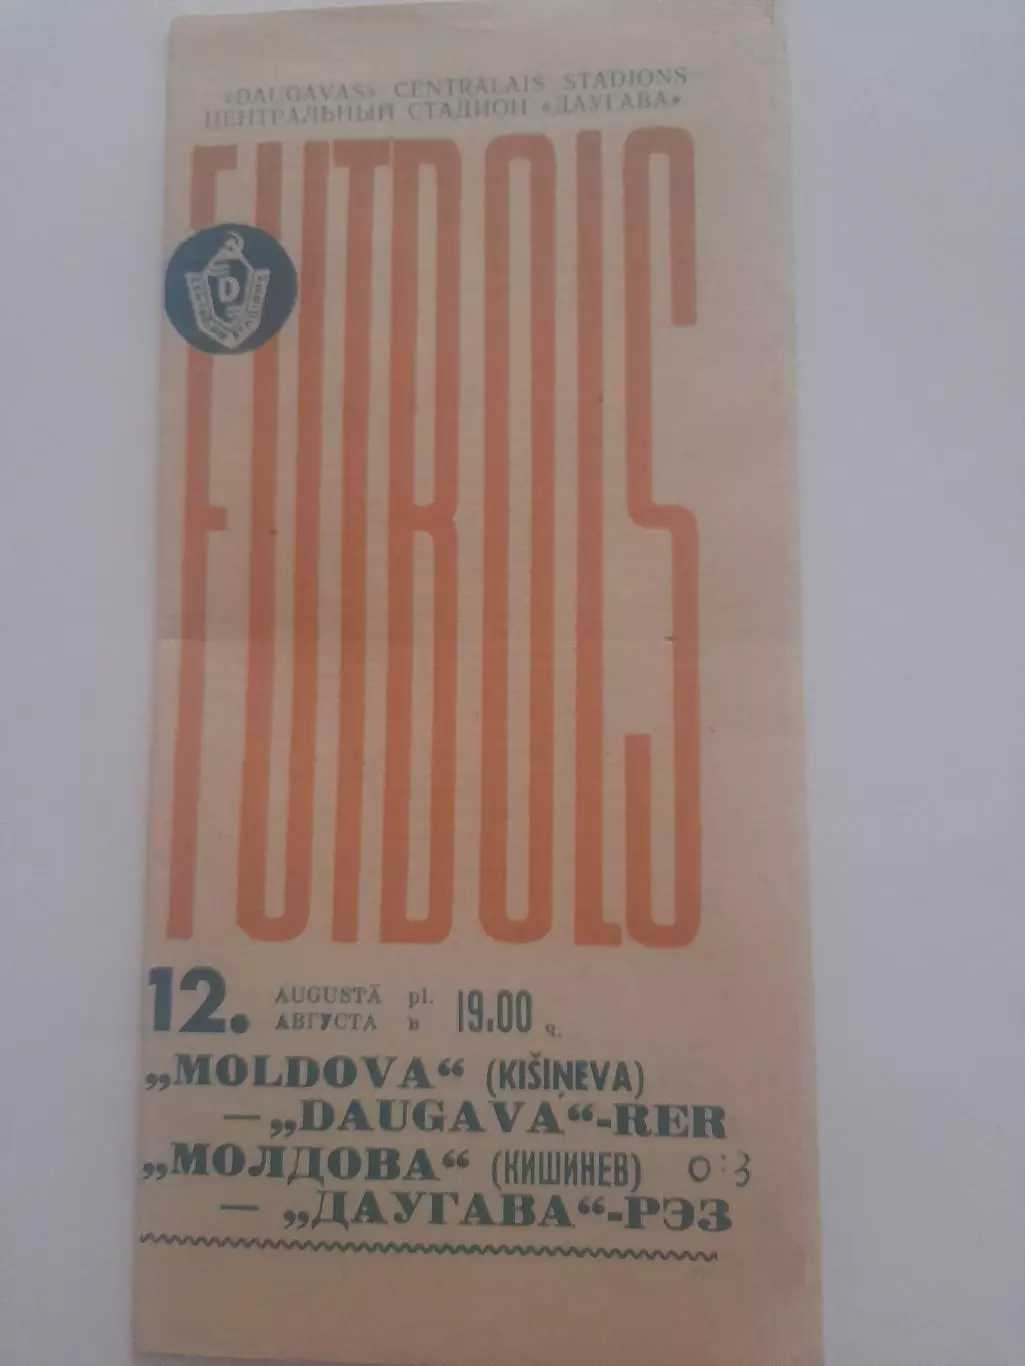 «DAUGAVAS» CENTRALAIS STADIONS
ЦЕНТРАЛЬНЫЙ СТАДИОН «ДАУГАВА»
FUTBOLS
D
12. AUGUSTĀ pl. 19.00
АВГУСТА в ч.
„MOLDOVA“ (KIŠIŅEVA)
— „DAUGAVA“-RER
„МОЛДОВА“ (КИШИНЕВ) 0:3
— „ДАУГАВА“-РЭЗ